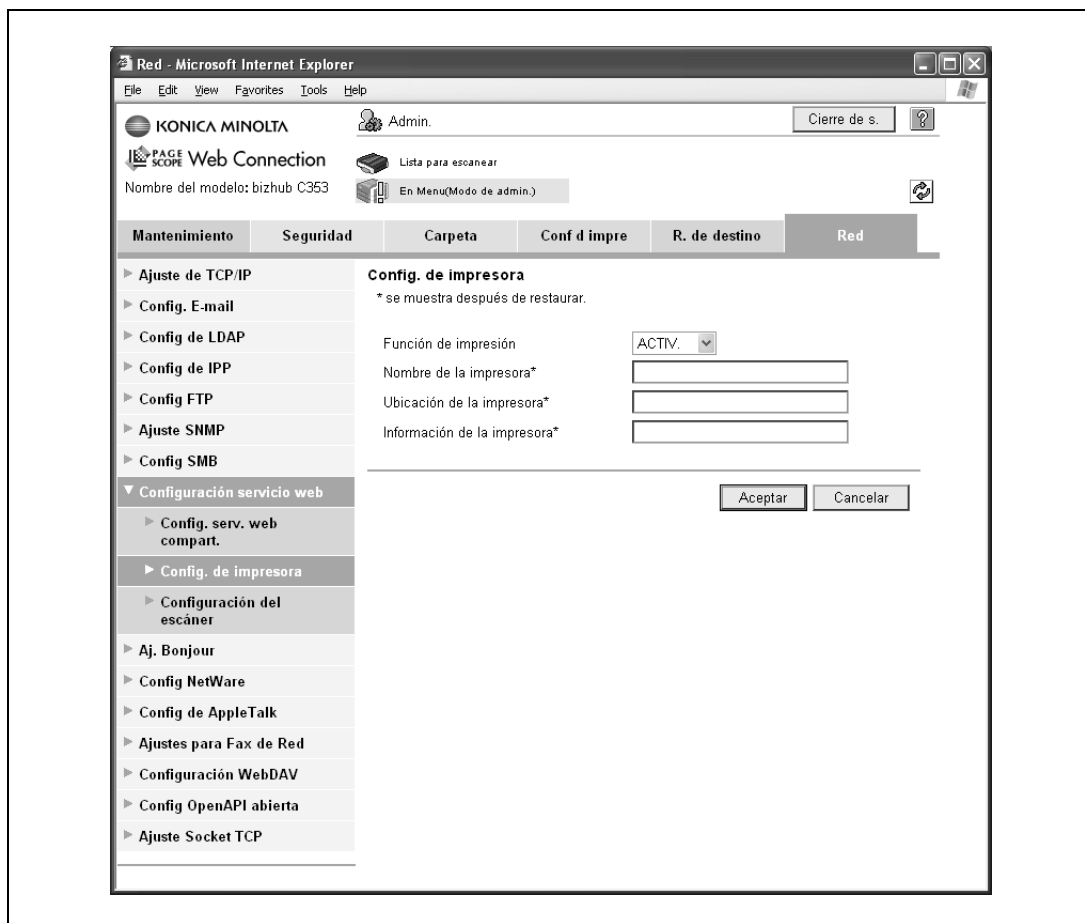 Red - Microsoft Internet Explorer
File Edit View Favorites Tools Help
KONICA MINOLTA
Admin.
Cierre de s.
?
PAGE SCOPE Web Connection
Lista para escanear
Nombre del modelo: bizhub C353
En Menu(Modo de admin.)
Mantenimiento Seguridad Carpeta Conf d impre R. de destino Red
Ajuste de TCP/IP
Config. E-mail
Config de LDAP
Config de IPP
Config FTP
Ajuste SNMP
Config SMB
Configuración servicio web
Config. serv. web
compart.
Config. de impresora
Configuración del
escáner
Aj. Bonjour
Config NetWare
Config de AppleTalk
Ajustes para Fax de Red
Configuración WebDAV
Config OpenAPI abierta
Ajuste Socket TCP
Config. de impresora
* se muestra después de restaurar.
Función de impresión ACTIV.
Nombre de la impresora*
Ubicación de la impresora*
Información de la impresora*
Aceptar Cancelar